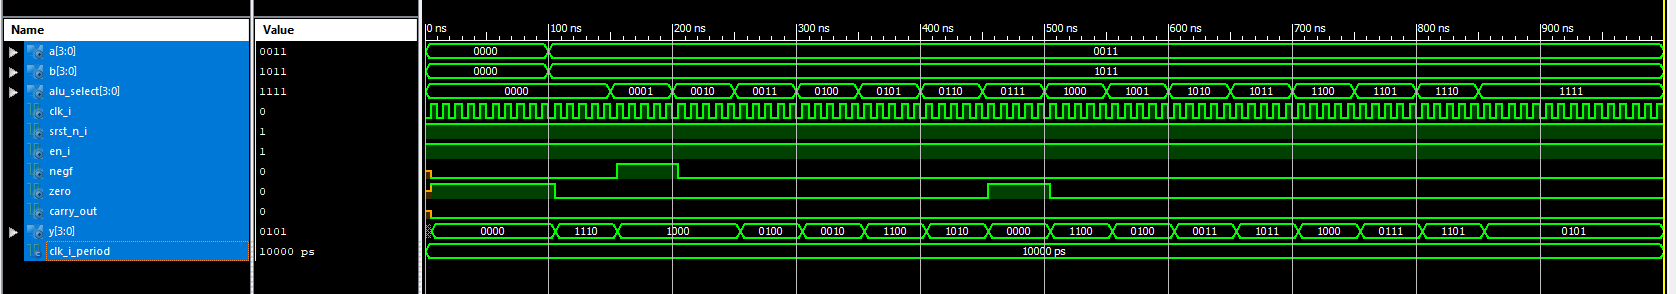 Name Value
0 ns 100 ns 200 ns 300 ns 400 ns 500 ns 600 ns 700 ns 800 ns 900 ns
a[3:0] 0011 0000 0011
b[3:0] 1011 0000 1011
alu_select[3:0] 1111 0000 0001 0010 0011 0100 0101 0110 0111 1000 1001 1010 1011 1100 1101 1110 1111
clk_i 0
srst_n_i 1
en_i 1
negf 0
zero 0
carry_out 0
y[3:0] 0101 0000 1110 1000 0100 0010 1100 1010 0000 1100 0100 0011 1011 1000 0111 1101 0101
clk_i_period 10000 ps 10000 ps